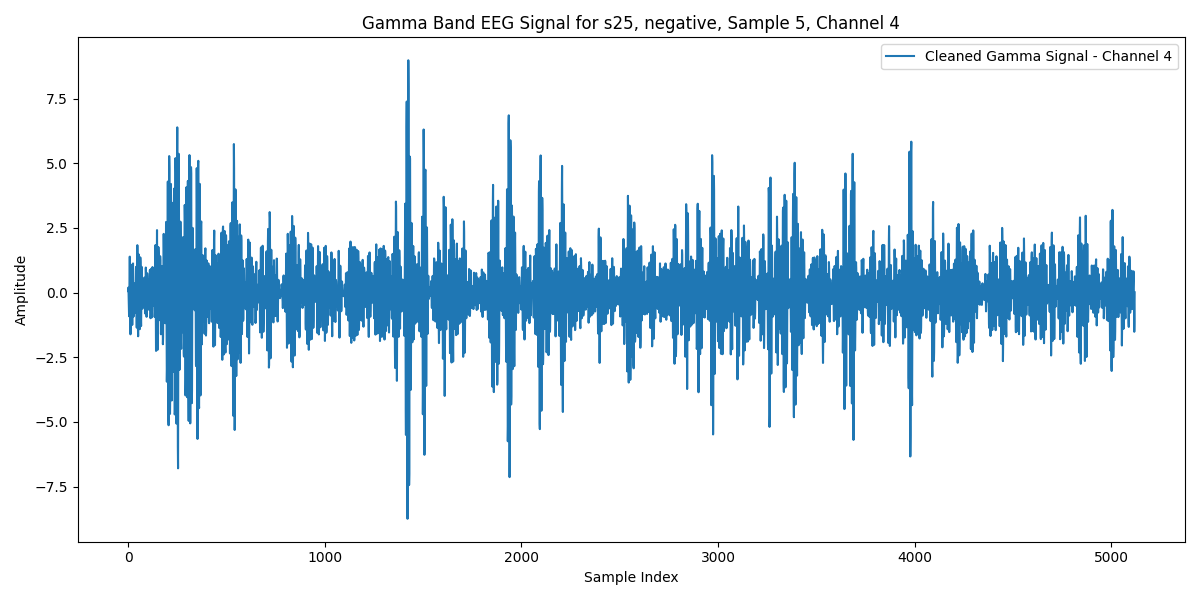 Gamma Band EEG Signal for s25, negative, Sample 5, Channel 4
Cleaned Gamma Signal - Channel 4
Amplitude
7.5
5.0
2.5
0.0
−2.5
−5.0
−7.5
0 1000 2000 3000 4000 5000
Sample Index